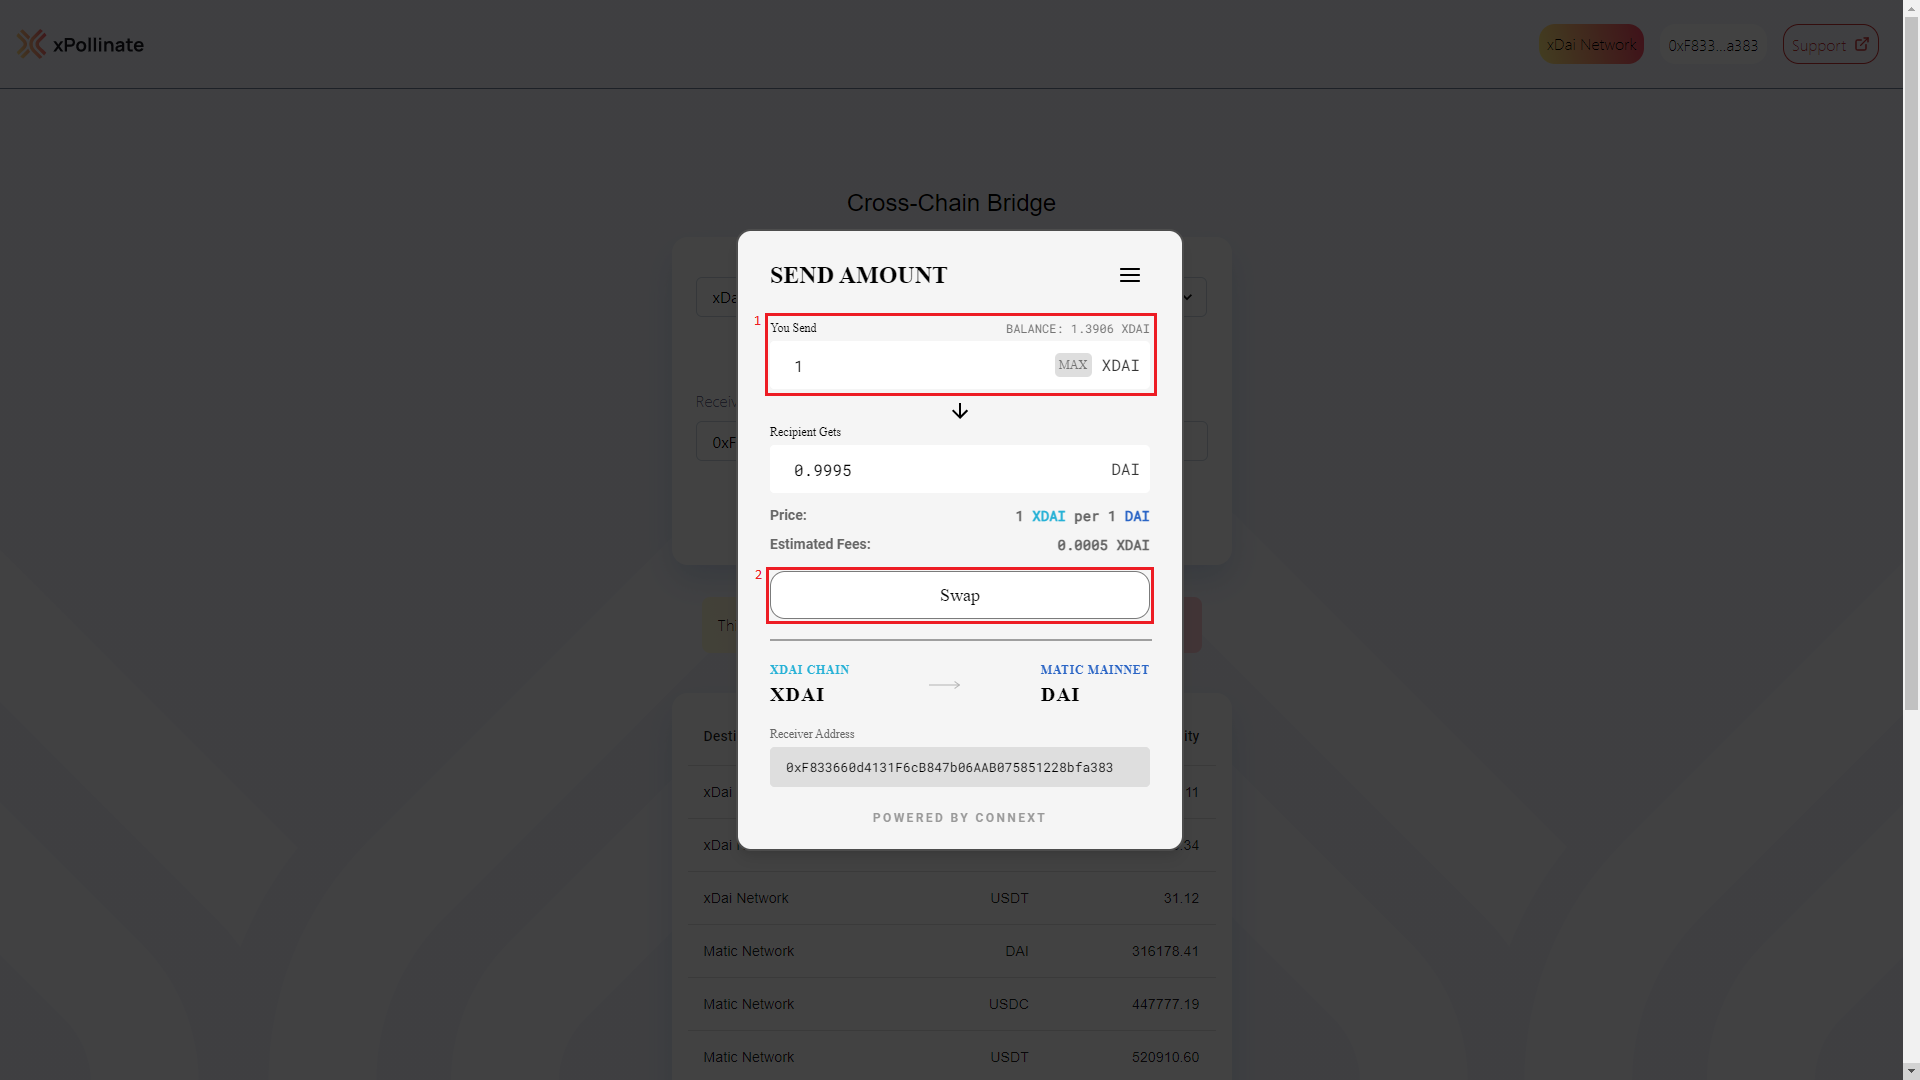 xPollinate
xDai Network
0xF833...a383
Support
Cross-Chain Bridge
SEND AMOUNT
xDa
1
You Send
BALANCE: 1.3906 XDAI
1
MAX
XDAI
Receiv
Recipient Gets
0xF
0.9995
DAI
Price:
1 XDAI per 1 DAI
Estimated Fees:
0.0005 XDAI
2
Swap
Thi
XDAI CHAIN
MATIC MAINNET
XDAI
DAI
Receiver Address
Desti
ity
0xF833660d4131F6cB847b06AAB075851228bfa383
xDai
11
POWERED BY CONNEXT
xDai
.34
xDai Network USDT 31.12
Matic Network DAI 316178.41
Matic Network USDC 447777.19
Matic Network USDT 520910.60